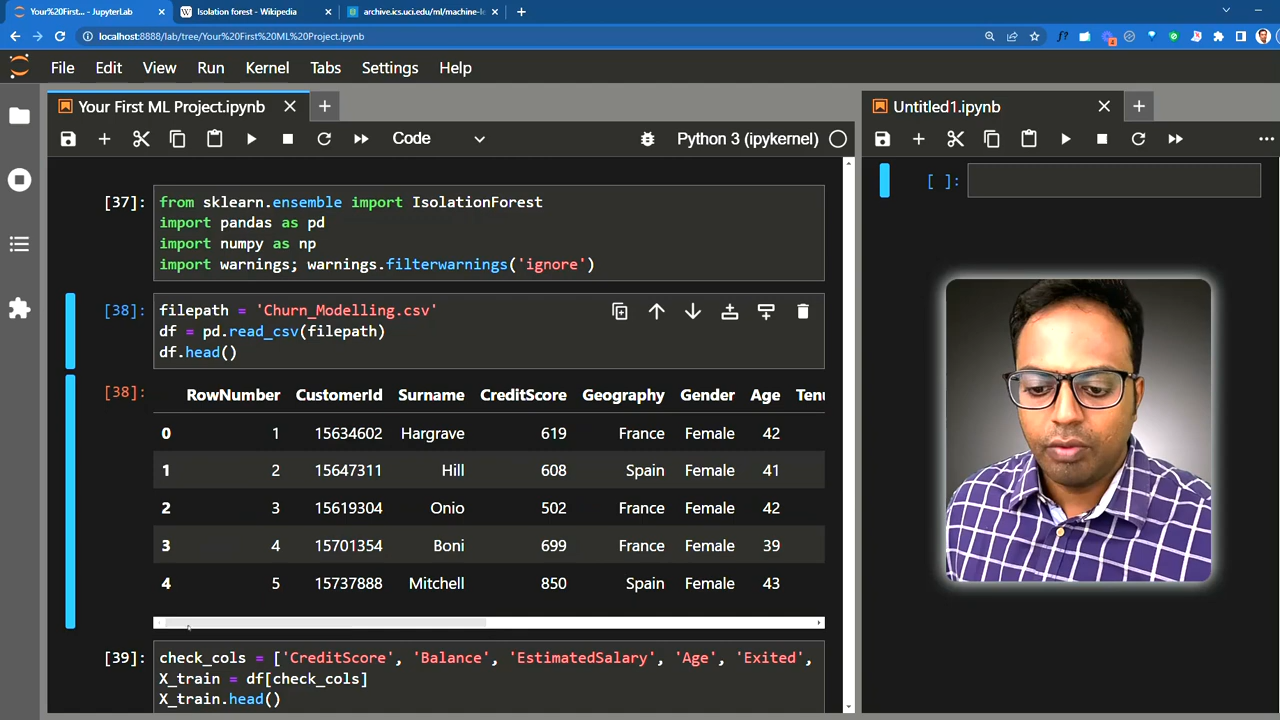 Your%20First... - JupyterLab
Isolation forest - Wikipedia
archive.ics.uci.edu/ml/machine-le
localhost:8888/lab/tree/Your%20First%20ML%20Project.ipynb
File Edit View Run Kernel Tabs Settings Help
Your First ML Project.ipynb
Untitled1.ipynb
Code
Python 3 (ipykernel)
[37]: from sklearn.ensemble import IsolationForest
import pandas as pd
import numpy as np
import warnings; warnings.filterwarnings('ignore')
[ ]:
[38]: filepath = 'Churn_Modelling.csv'
df = pd.read_csv(filepath)
df.head()
[38]: RowNumber CustomerId Surname CreditScore Geography Gender Age Tenu
0 1 15634602 Hargrave 619 France Female 42
1 2 15647311 Hill 608 Spain Female 41
2 3 15619304 Onio 502 France Female 42
3 4 15701354 Boni 699 France Female 39
4 5 15737888 Mitchell 850 Spain Female 43
[39]: check_cols = ['CreditScore', 'Balance', 'EstimatedSalary', 'Age', 'Exited',
X_train = df[check_cols]
X_train.head()